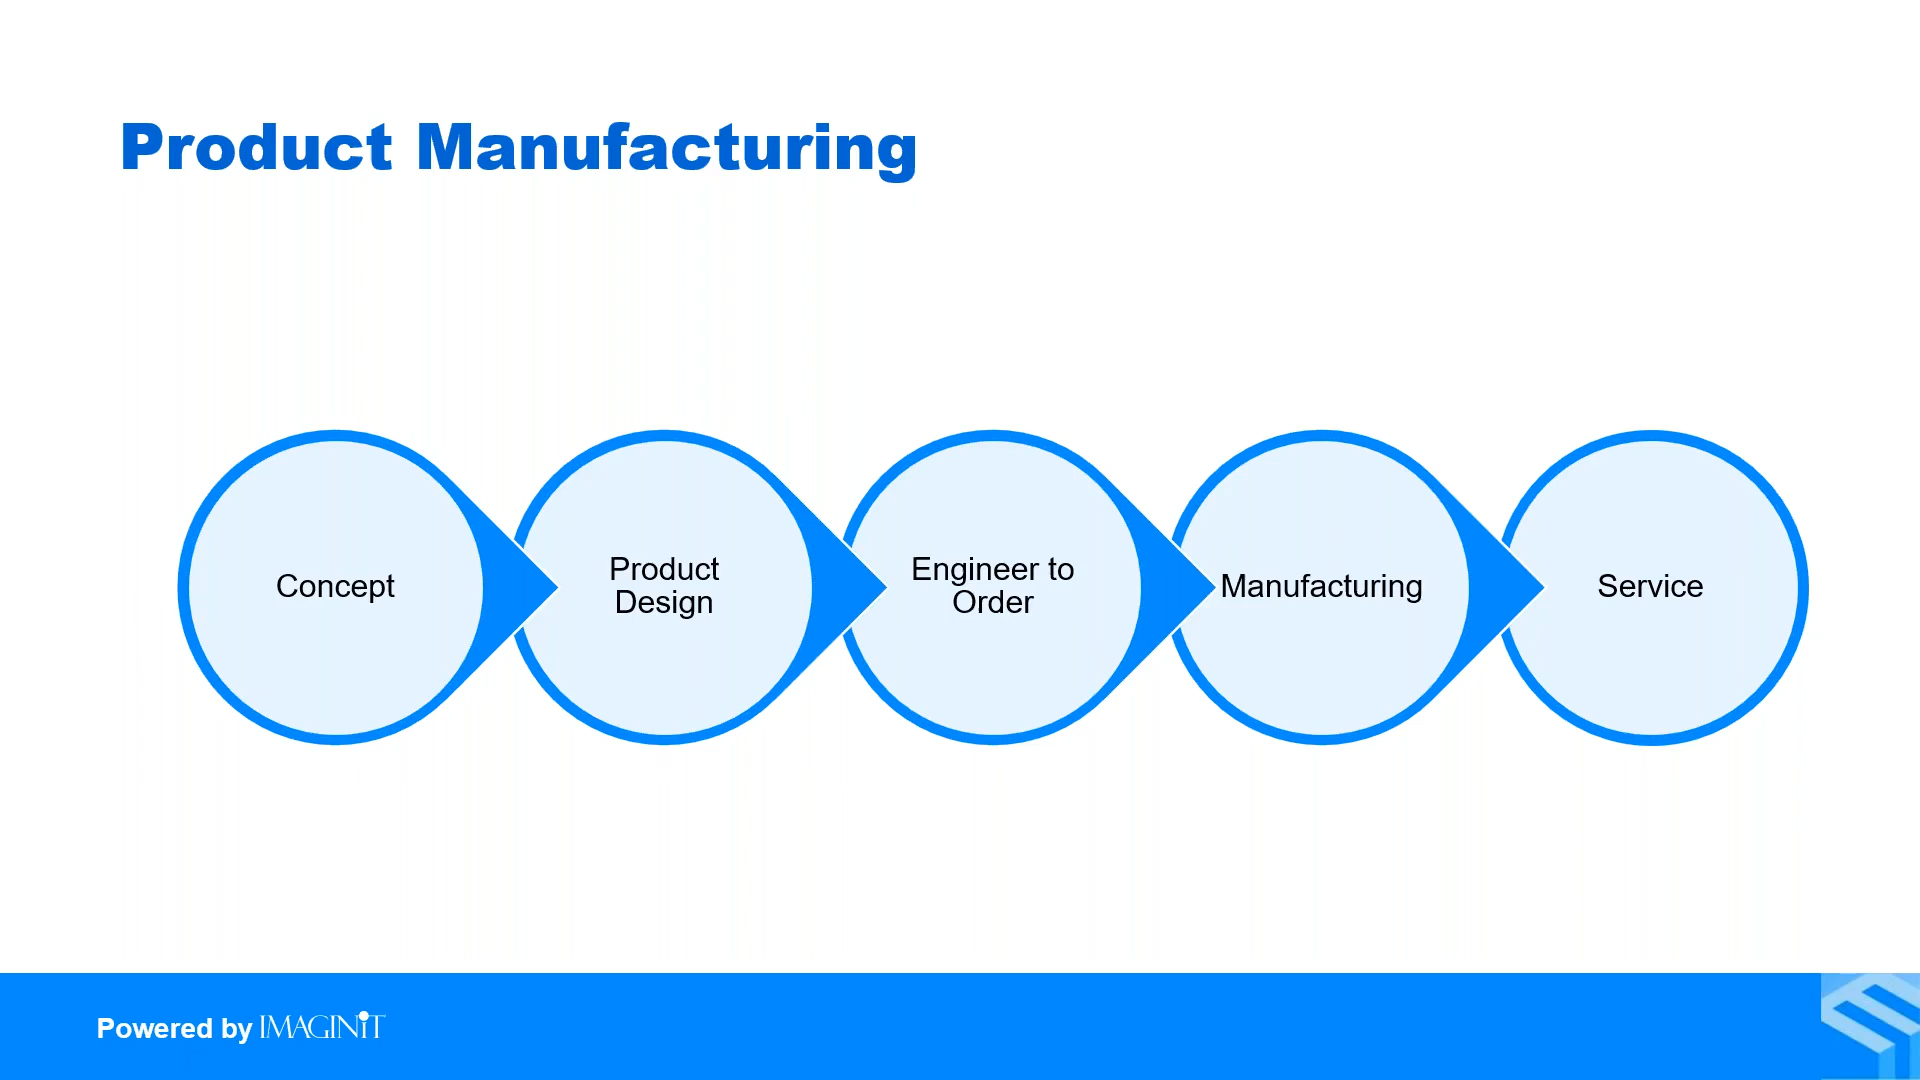 Product Manufacturing
Concept
Product
Design
Engineer to
Order
Manufacturing
Service
Powered by IMAGINiT